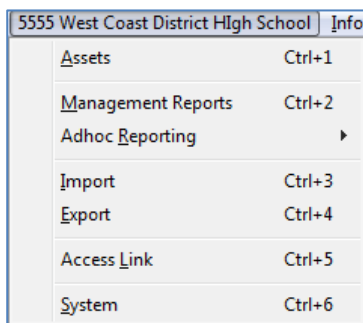 5555 West Coast District HIgh School Info
Assets Ctrl+1
Management Reports Ctrl+2
Adhoc Reporting
Import Ctrl+3
Export Ctrl+4
Access Link Ctrl+5
System Ctrl+6